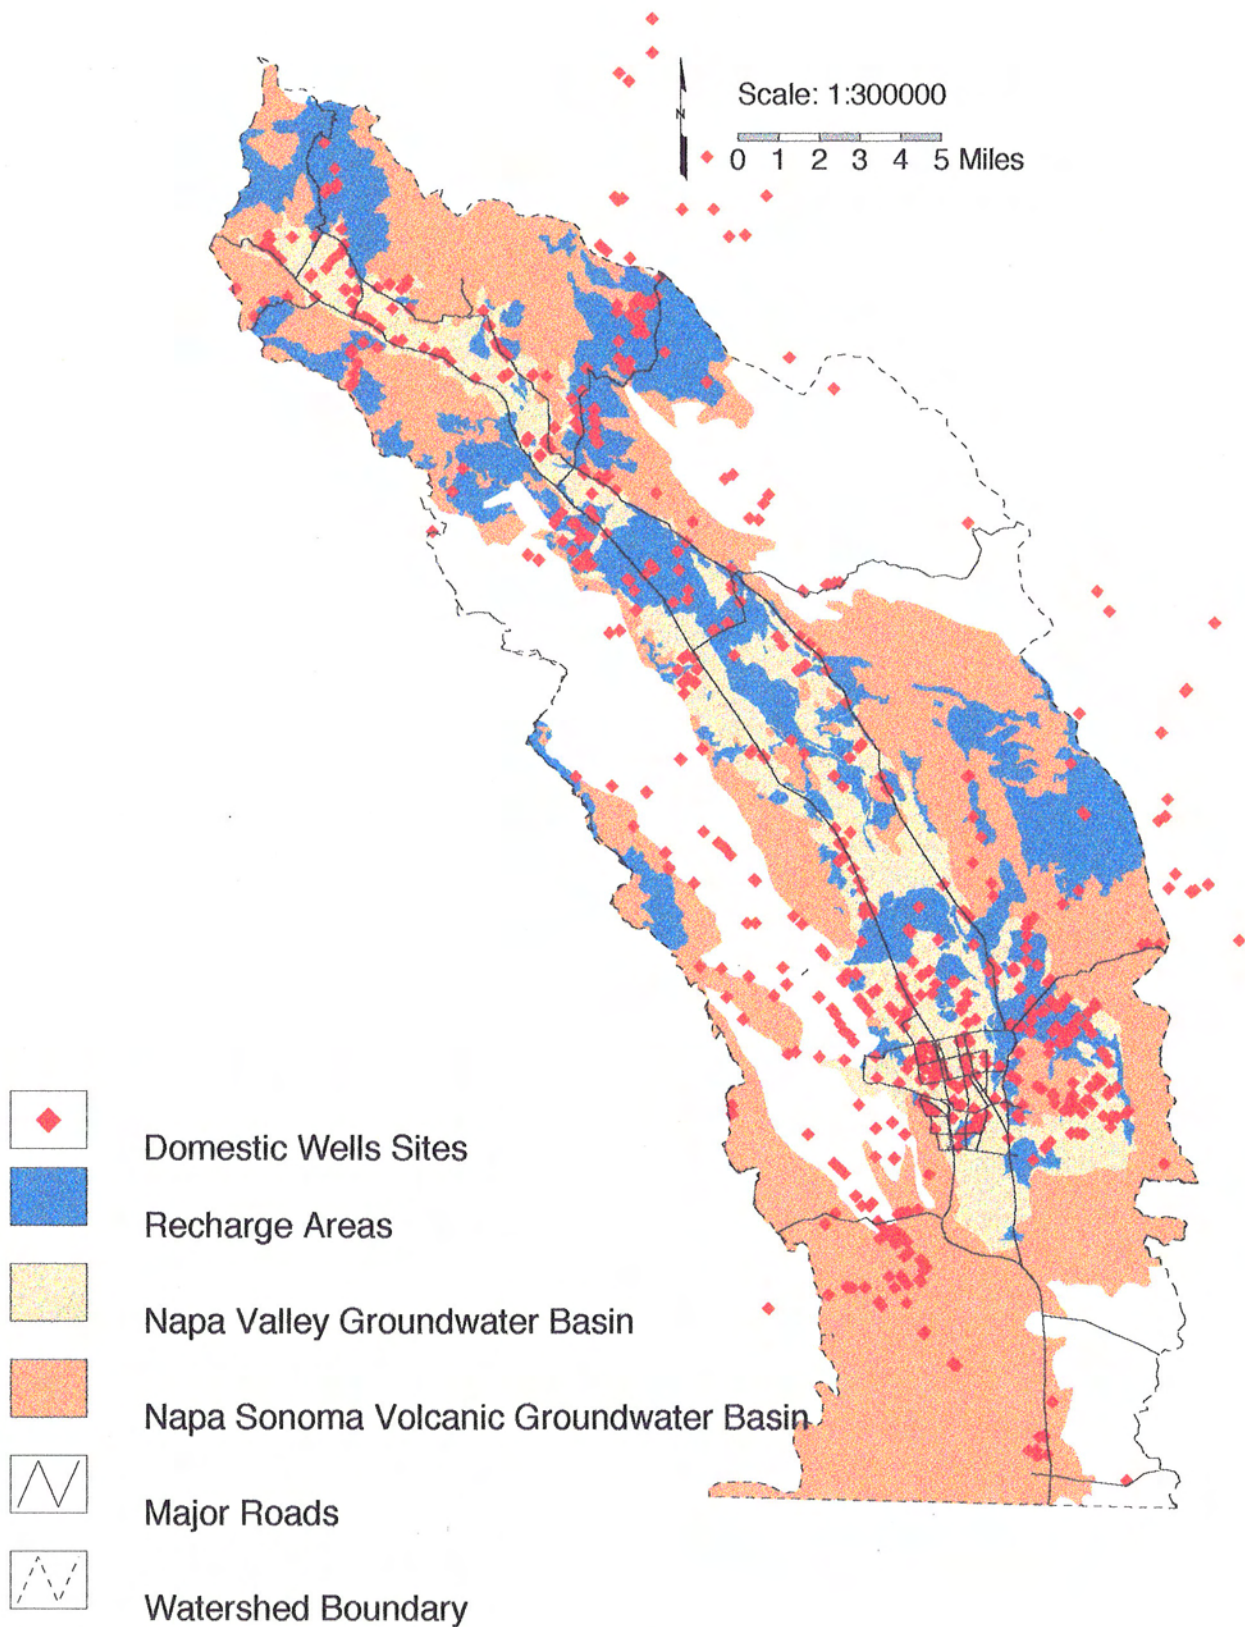 N
Scale: 1:300000
0 1 2 3 4 5 Miles
Domestic Wells Sites
Recharge Areas
Napa Valley Groundwater Basin
Napa Sonoma Volcanic Groundwater Basin
Major Roads
Watershed Boundary